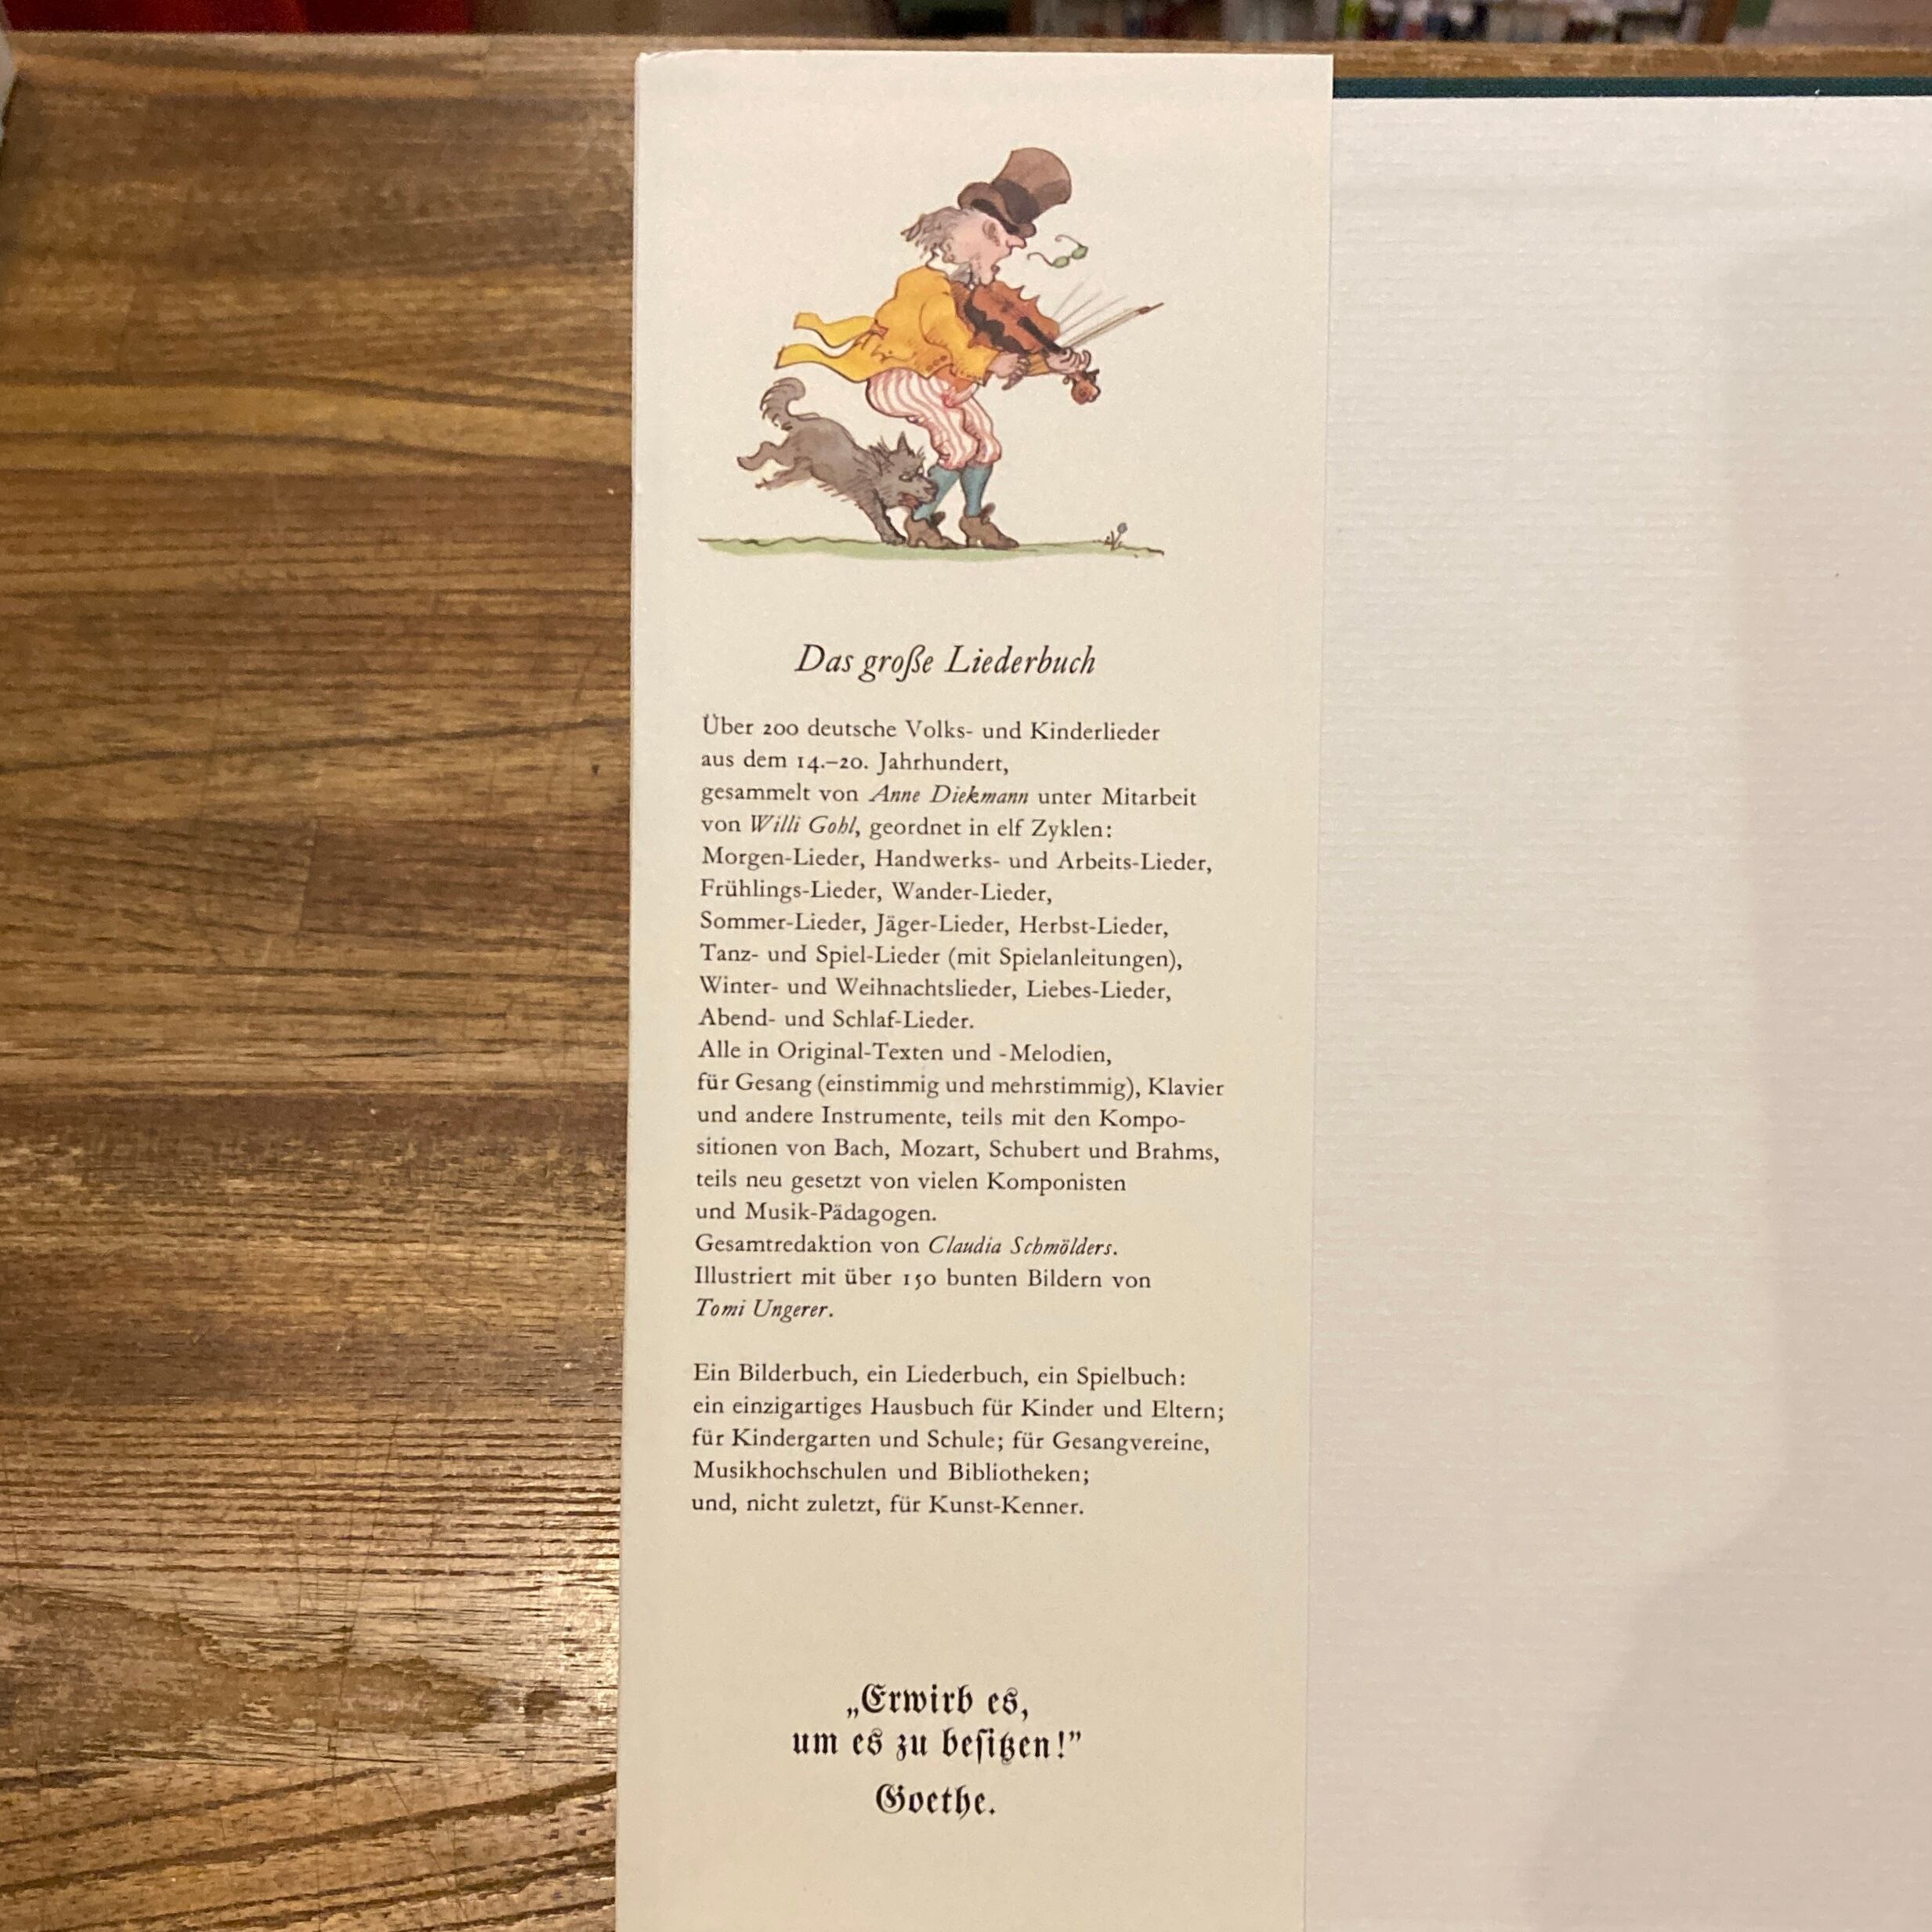 Das große Liederbuch
Über 200 deutsche Volks- und Kinderlieder
aus dem 14.–20. Jahrhundert,
gesammelt von Anne Diekmann unter Mitarbeit
von Willi Gohl, geordnet in elf Zyklen:
Morgen-Lieder, Handwerks- und Arbeits-Lieder,
Frühlings-Lieder, Wander-Lieder,
Sommer-Lieder, Jäger-Lieder, Herbst-Lieder,
Tanz- und Spiel-Lieder (mit Spielanleitungen),
Winter- und Weihnachtslieder, Liebes-Lieder,
Abend- und Schlaf-Lieder.
Alle in Original-Texten und -Melodien,
für Gesang (einstimmig und mehrstimmig), Klavier
und andere Instrumente, teils mit den Kompo-
sitionen von Bach, Mozart, Schubert und Brahms,
teils neu gesetzt von vielen Komponisten
und Musik-Pädagogen.
Gesamtredaktion von Claudia Schmölders.
Illustriert mit über 150 bunten Bildern von
Tomi Ungerer.
Ein Bilderbuch, ein Liederbuch, ein Spielbuch:
ein einzigartiges Hausbuch für Kinder und Eltern;
für Kindergarten und Schule; für Gesangvereine,
Musikhochschulen und Bibliotheken;
und, nicht zuletzt, für Kunst-Kenner.
„Erwirb es,
um es zu beſitzen!”
Goethe.